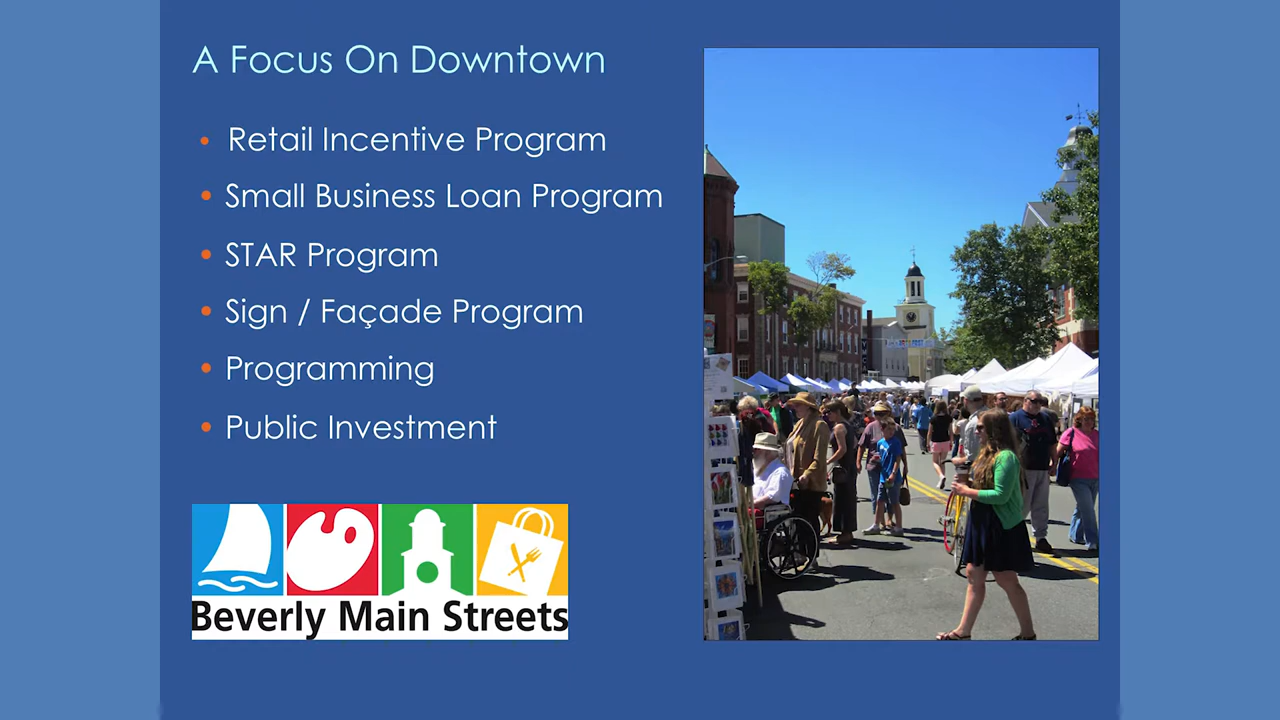 A Focus On Downtown
• Retail Incentive Program
• Small Business Loan Program
• STAR Program
• Sign / Façade Program
• Programming
• Public Investment
Beverly Main Streets